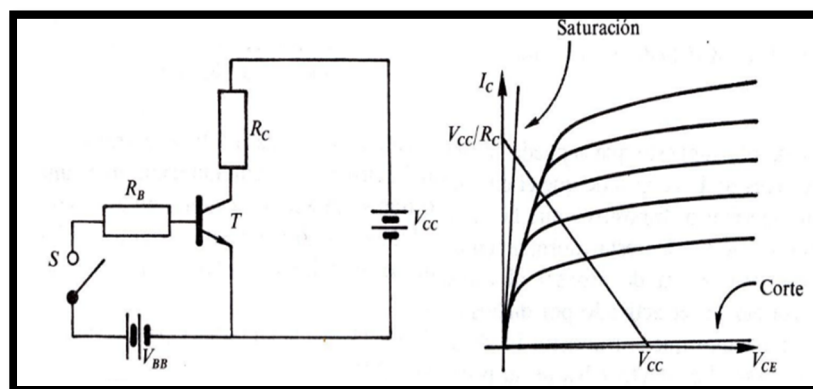 Saturación
I_C
V_CC/R_C
R_C
R_B
T
S
V_CC
V_BB
Corte
V_CC
V_CE